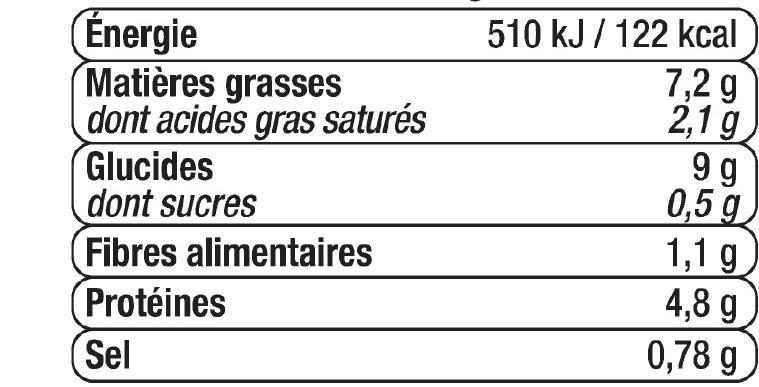 Énergie 510 kJ / 122 kcal
Matières grasses 7,2 g
dont acides gras saturés 2,1 g
Glucides 9 g
dont sucres 0,5 g
Fibres alimentaires 1,1 g
Protéines 4,8 g
Sel 0,78 g